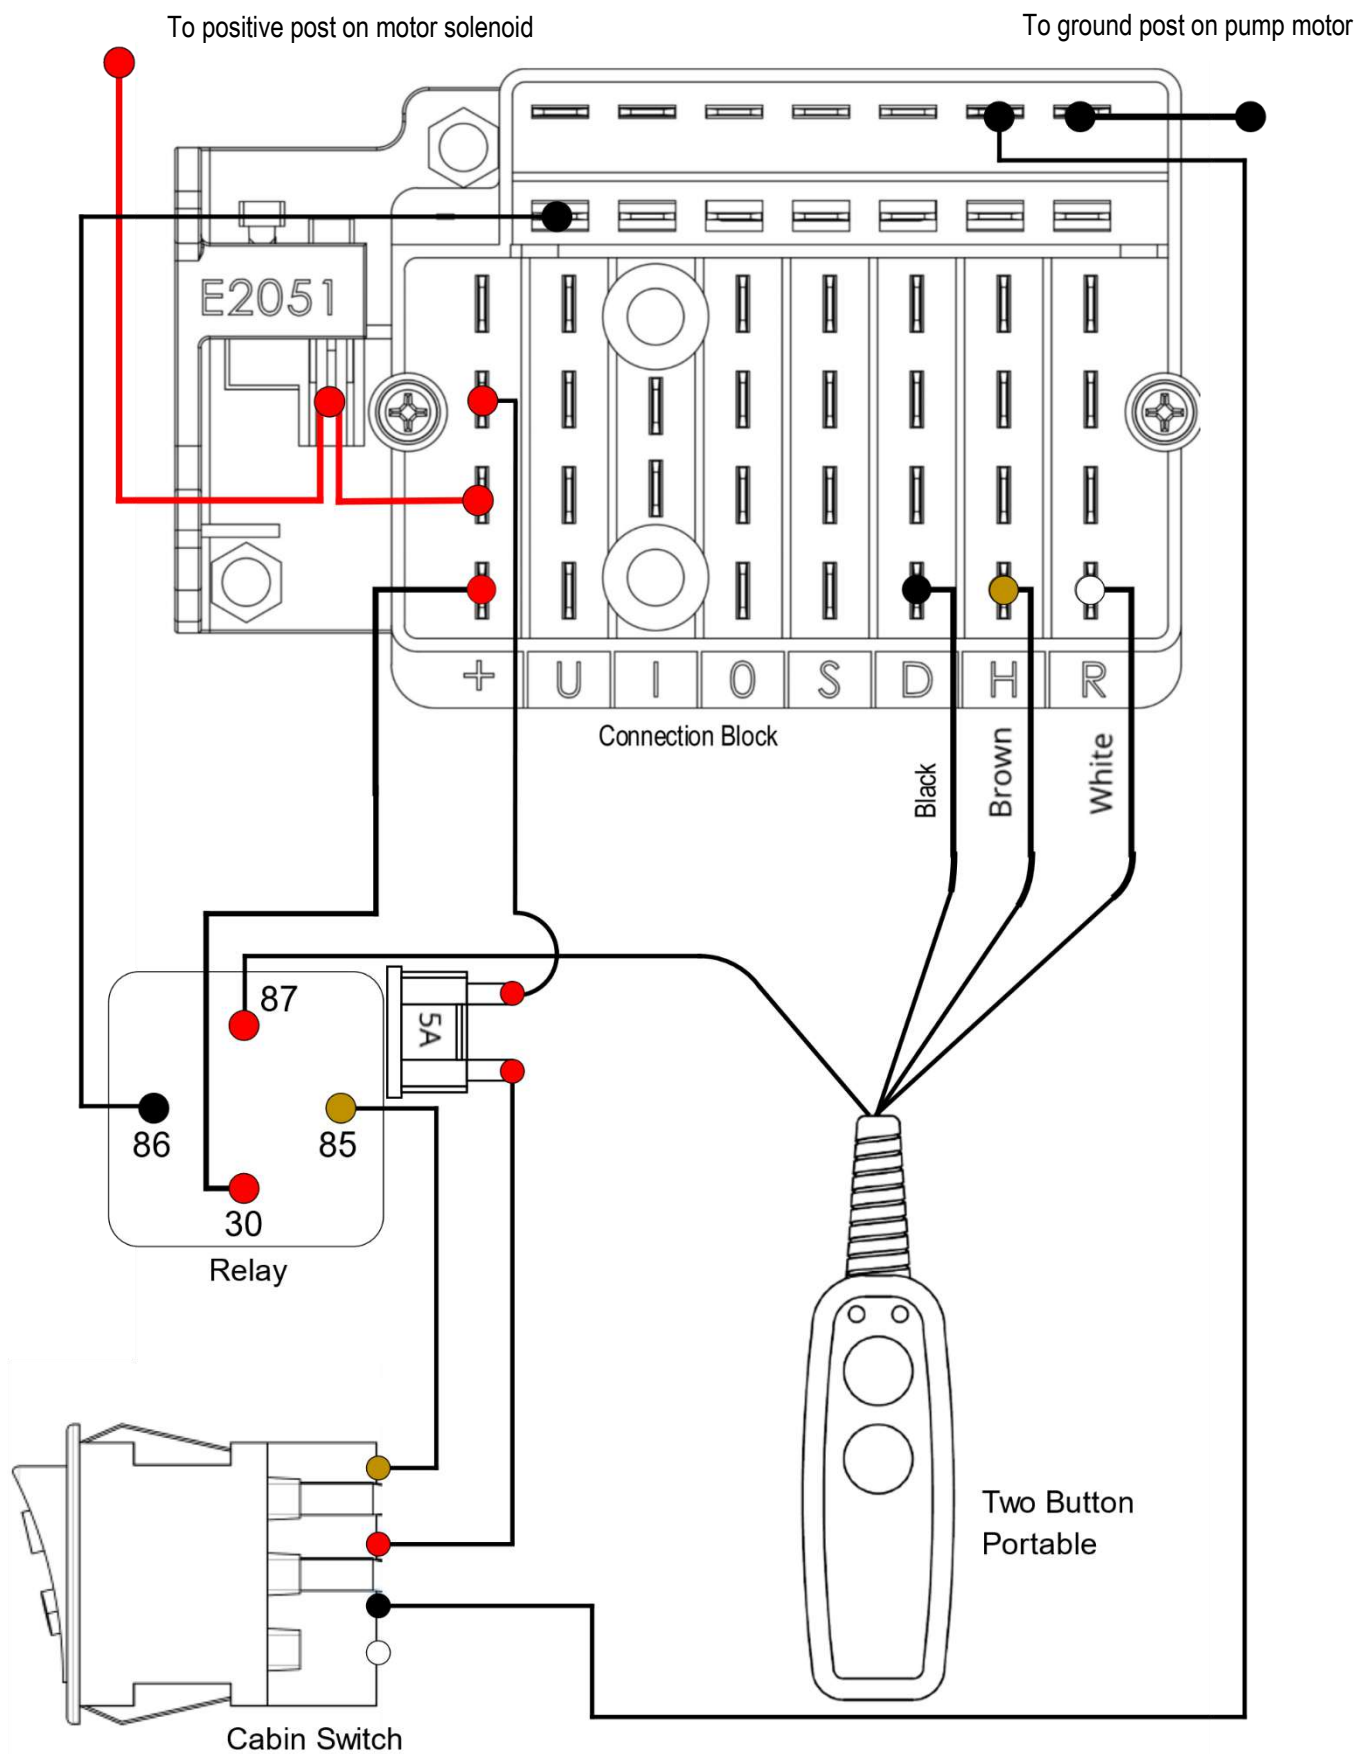 To positive post on motor solenoid
To ground post on pump motor
E2051
+ U I 0 S D H R
Connection Block
Black
Brown
White
87
5A
86
85
30
Relay
Two Button
Portable
Cabin Switch